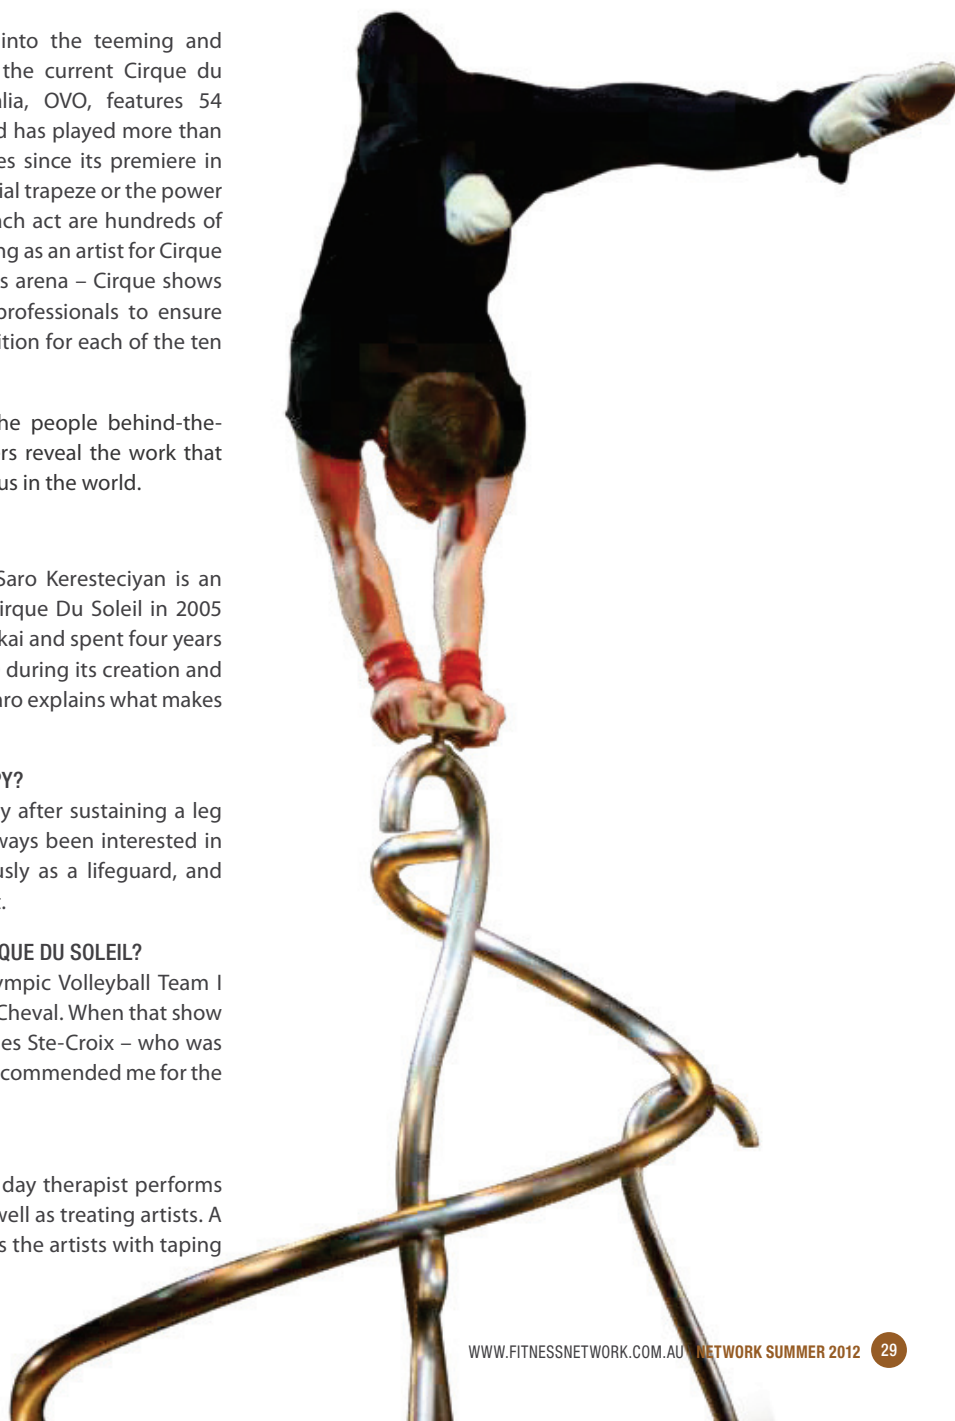 into the teeming and
the current Cirque du
lia, OVO, features 54
d has played more than
es since its premiere in
ial trapeze or the power
ach act are hundreds of
ng as an artist for Cirque
s arena – Cirque shows
professionals to ensure
ition for each of the ten
he people behind-the-
rs reveal the work that
us in the world.
Saro Keresteciyan is an
irque Du Soleil in 2005
kai and spent four years
during its creation and
aro explains what makes
PY?
y after sustaining a leg
ways been interested in
usly as a lifeguard, and
t.
QUE DU SOLEIL?
ympic Volleyball Team I
Cheval. When that show
es Ste-Croix – who was
commended me for the
day therapist performs
well as treating artists. A
s the artists with taping
WWW.FITNESSNETWORK.COM.AU NETWORK SUMMER 2012 29